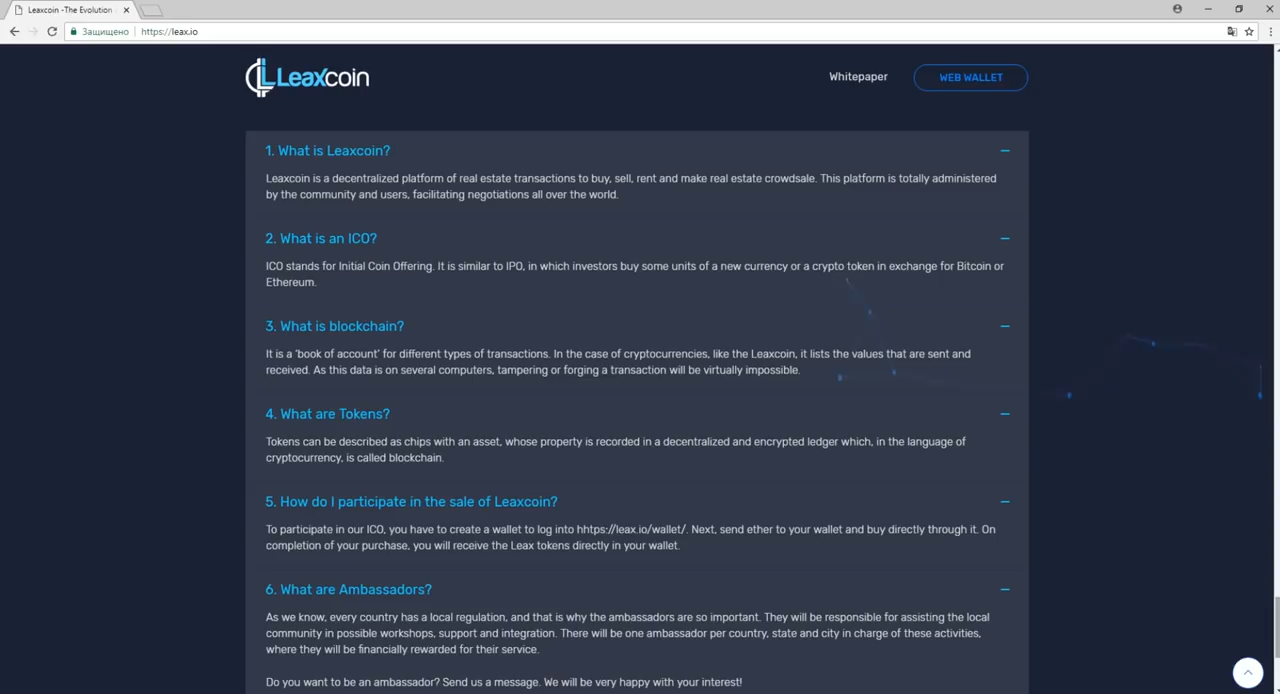 Leaxcoin -The Evolution
Защищено https://leax.io
Leaxcoin
Whitepaper
WEB WALLET
1. What is Leaxcoin?
Leaxcoin is a decentralized platform of real estate transactions to buy, sell, rent and make real estate crowdsale. This platform is totally administered
by the community and users, facilitating negotiations all over the world.
2. What is an ICO?
ICO stands for Initial Coin Offering. It is similar to IPO, in which investors buy some units of a new currency or a crypto token in exchange for Bitcoin or
Ethereum.
3. What is blockchain?
It is a 'book of account' for different types of transactions. In the case of cryptocurrencies, like the Leaxcoin, it lists the values that are sent and
received. As this data is on several computers, tampering or forging a transaction will be virtually impossible.
4. What are Tokens?
Tokens can be described as chips with an asset, whose property is recorded in a decentralized and encrypted ledger which, in the language of
cryptocurrency, is called blockchain.
5. How do I participate in the sale of Leaxcoin?
To participate in our ICO, you have to create a wallet to log into hhtps://leax.io/wallet/. Next, send ether to your wallet and buy directly through it. On
completion of your purchase, you will receive the Leax tokens directly in your wallet.
6. What are Ambassadors?
As we know, every country has a local regulation, and that is why the ambassadors are so important. They will be responsible for assisting the local
community in possible workshops, support and integration. There will be one ambassador per country, state and city in charge of these activities,
where they will be financially rewarded for their service.
Do you want to be an ambassador? Send us a message. We will be very happy with your interest!